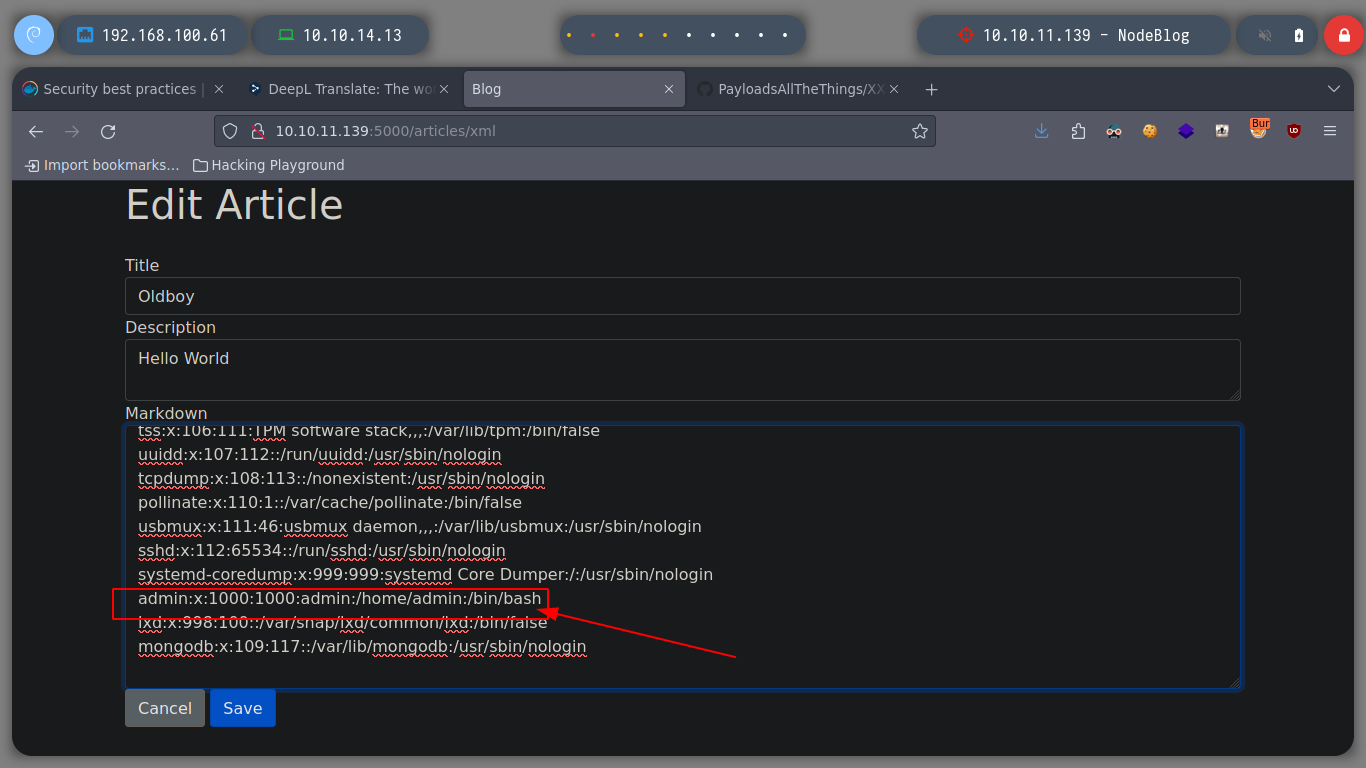 192.168.100.61
10.10.14.13
10.10.11.139 - NodeBlog
Security best practices |
DeepL Translate: The wo
Blog
PayloadsAllTheThings/XX
10.10.11.139:5000/articles/xml
Bur
Import bookmarks...
Hacking Playground
Edit Article
Title
Oldboy
Description
Hello World
Markdown
tss:x:106:111:TPM software stack,,,:/var/lib/tpm:/bin/false
uuidd:x:107:112::/run/uuidd:/usr/sbin/nologin
tcpdump:x:108:113::/nonexistent:/usr/sbin/nologin
pollinate:x:110:1::/var/cache/pollinate:/bin/false
usbmux:x:111:46:usbmux daemon,,,:/var/lib/usbmux:/usr/sbin/nologin
sshd:x:112:65534::/run/sshd:/usr/sbin/nologin
systemd-coredump:x:999:999:systemd Core Dumper:/:/usr/sbin/nologin
admin:x:1000:1000:admin:/home/admin:/bin/bash
lxd:x:998:100::/var/snap/lxd/common/lxd:/bin/false
mongodb:x:109:117::/var/lib/mongodb:/usr/sbin/nologin
Cancel
Save